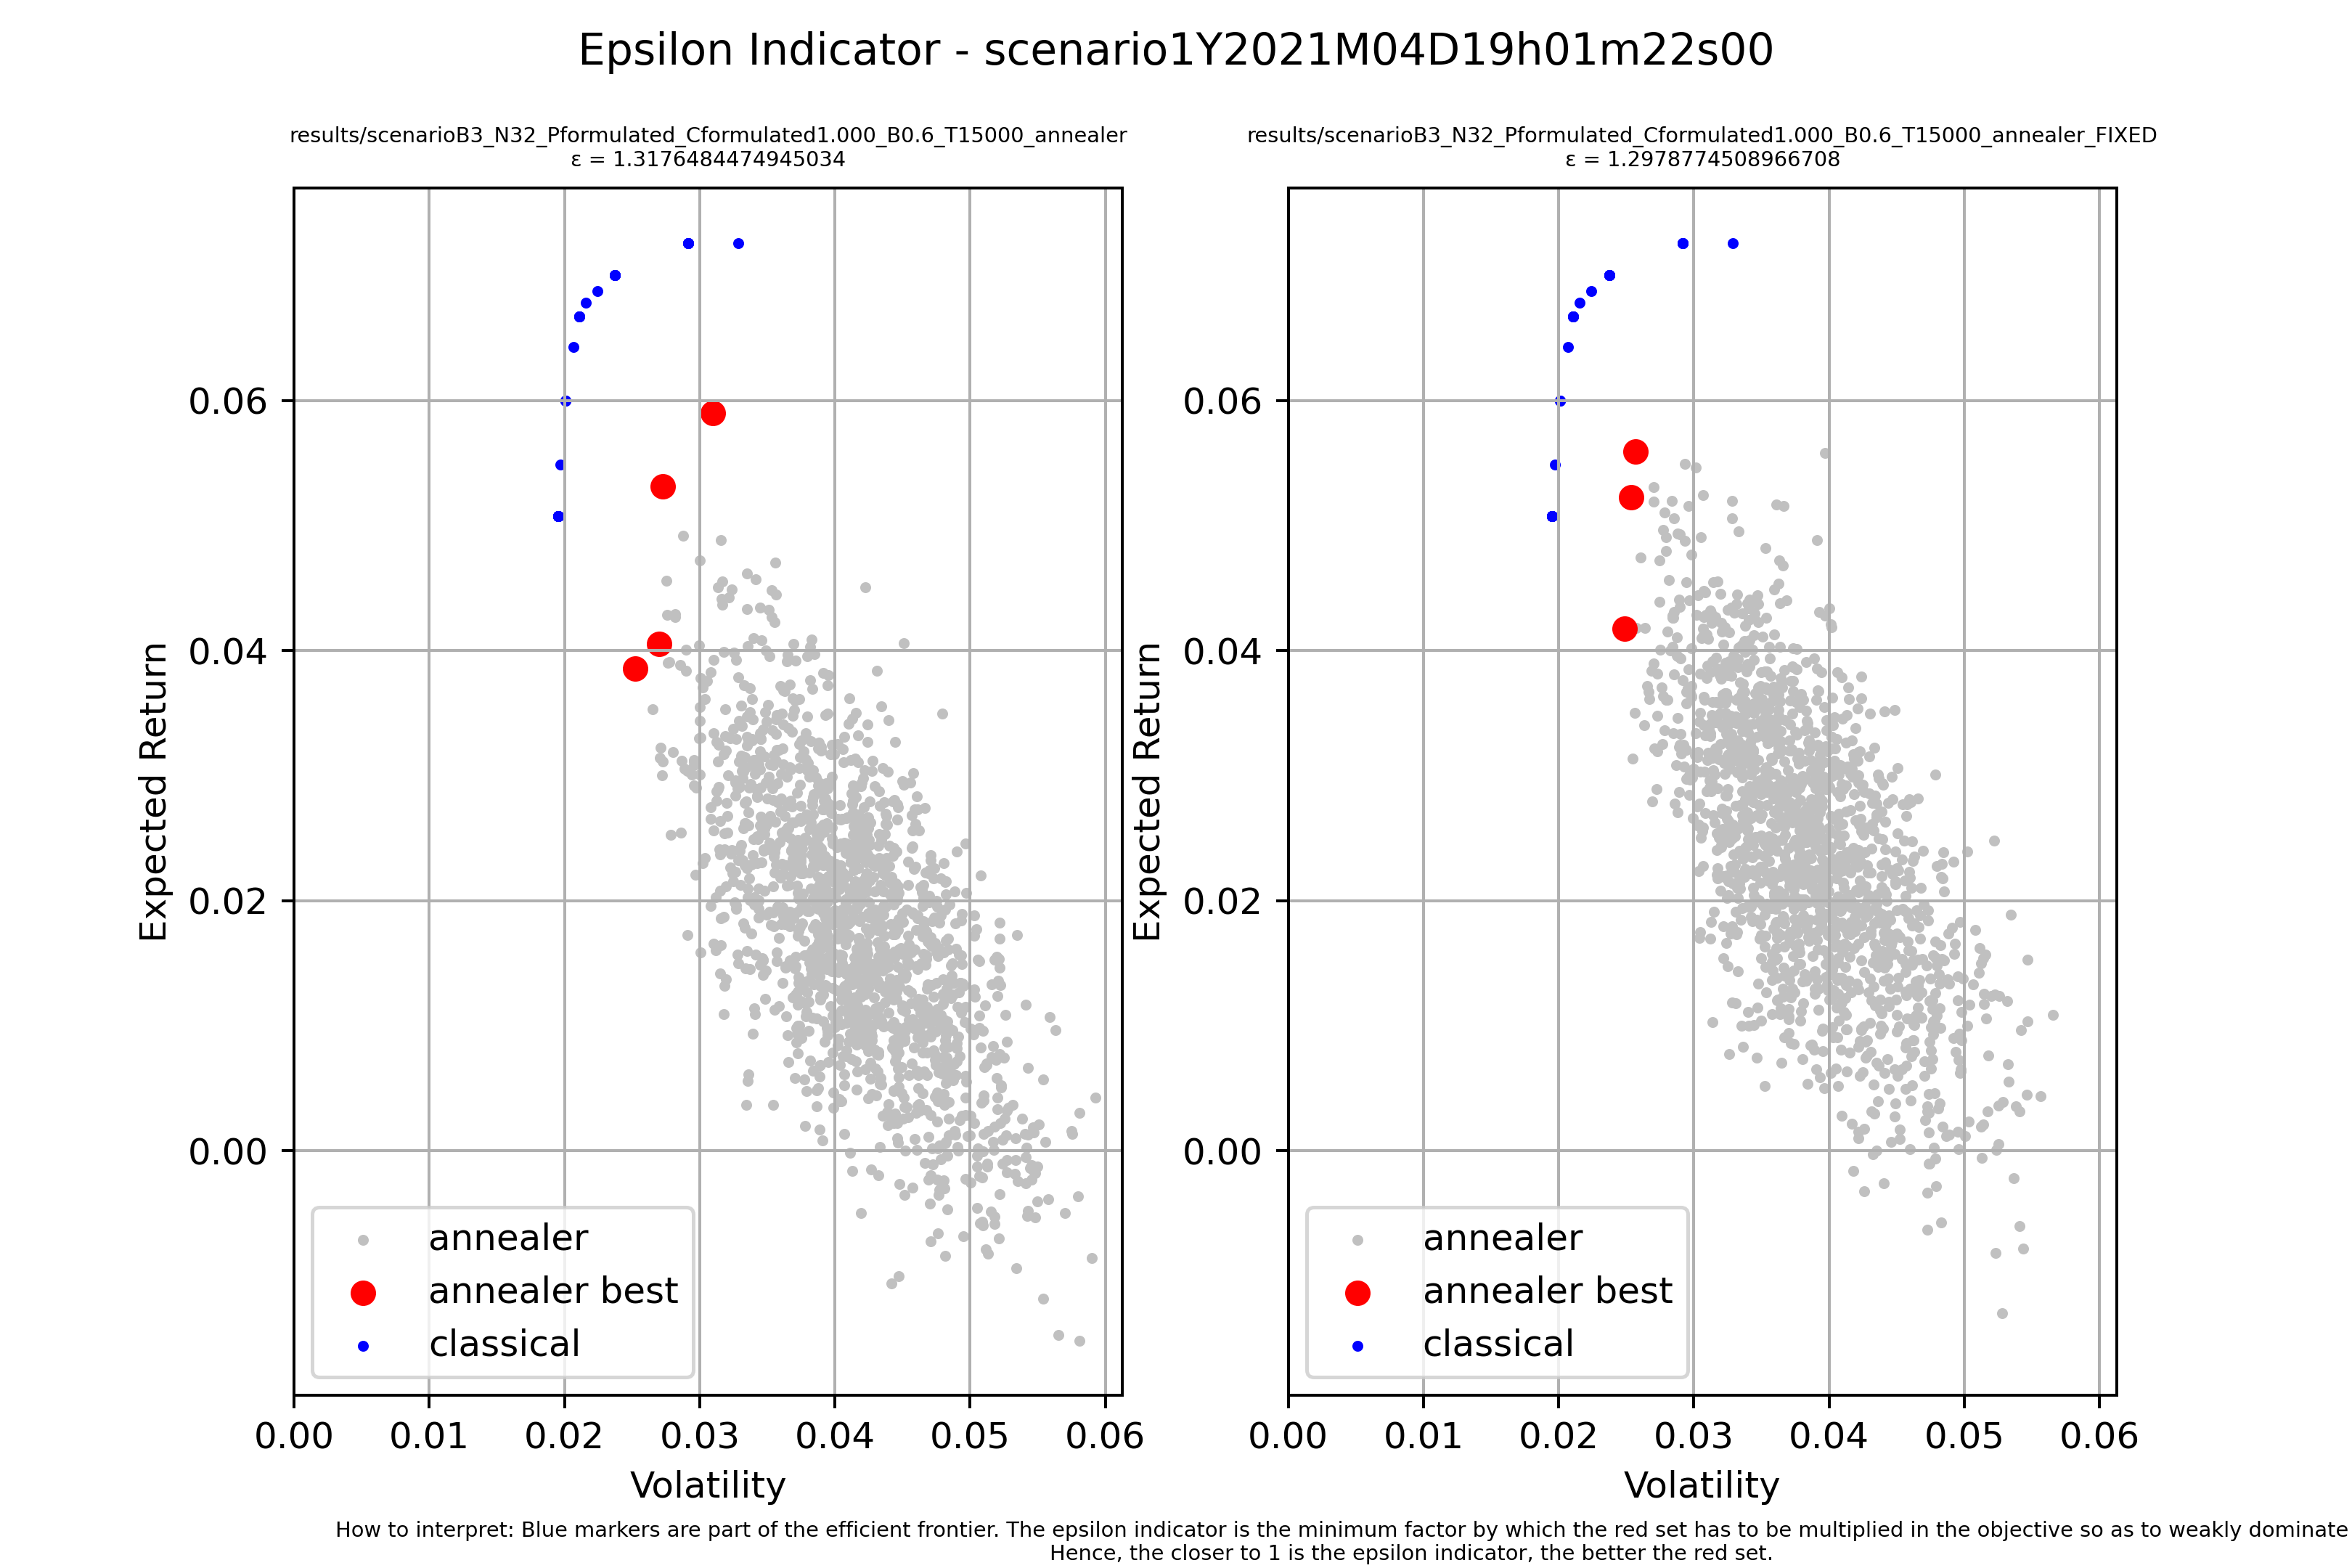 Epsilon Indicator - scenario1Y2021M04D19h01m22s00
results/scenarioB3_N32_Pformulated_Cformulated1.000_B0.6_T15000_annealer
ε = 1.3176484474945034
Expected Return
0.06
0.04
0.02
0.00
annealer
annealer best
classical
0.00 0.01 0.02 0.03 0.04 0.05 0.06
Volatility
results/scenarioB3_N32_Pformulated_Cformulated1.000_B0.6_T15000_annealer_FIXED
ε = 1.2978774508966708
Expected Return
0.06
0.04
0.02
0.00
annealer
annealer best
classical
0.00 0.01 0.02 0.03 0.04 0.05 0.06
Volatility
How to interpret: Blue markers are part of the efficient frontier. The epsilon indicator is the minimum factor by which the red set has to be multiplied in the objective so as to weakly dominate
Hence, the closer to 1 is the epsilon indicator, the better the red set.